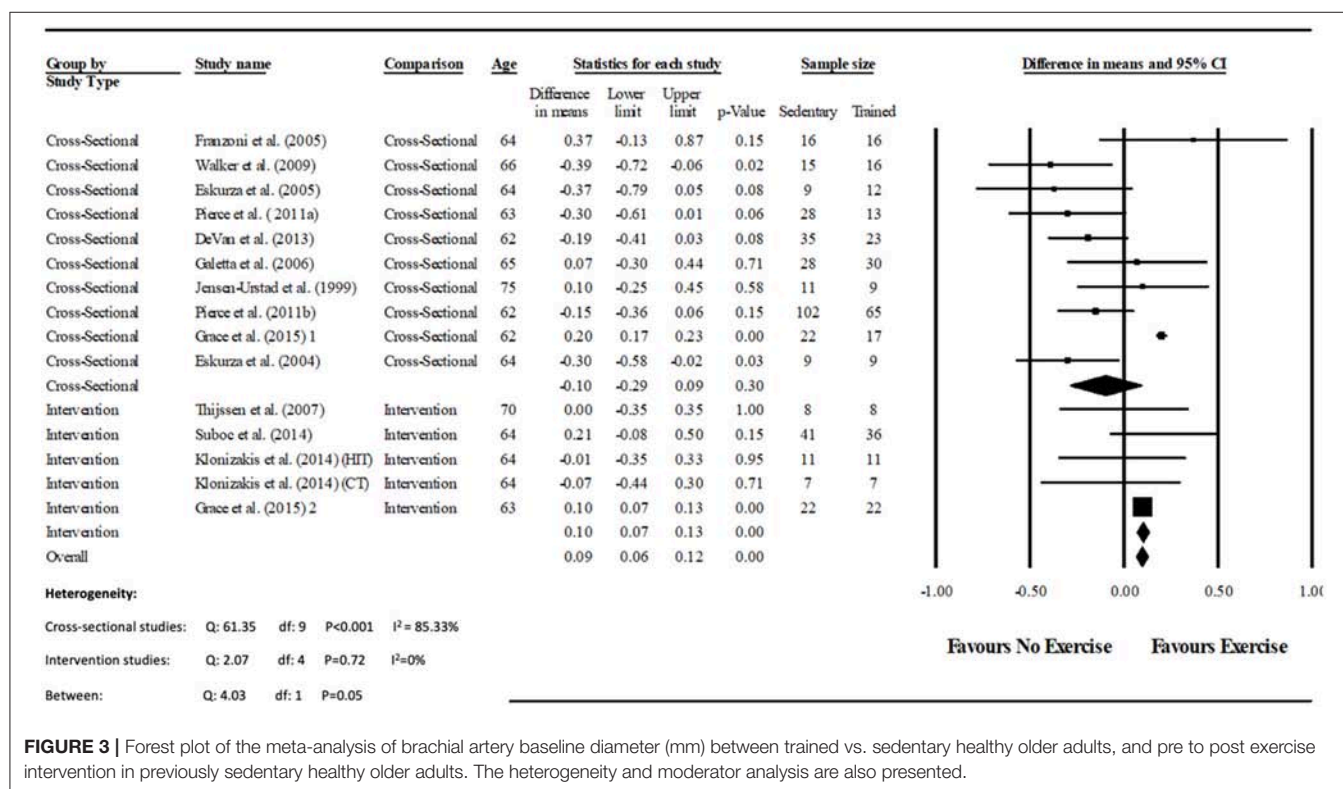 Group by Study Type Study name Comparison Age Statistics for each study Sample size Difference in means and 95% CI
Difference in means Lower limit Upper limit p-Value Sedentary Trained
Cross-Sectional Franzoni et al. (2005) Cross-Sectional 64 0.37 -0.13 0.87 0.15 16 16
Cross-Sectional Walker et al. (2009) Cross-Sectional 66 -0.39 -0.72 -0.06 0.02 15 16
Cross-Sectional Eskurza et al. (2005) Cross-Sectional 64 -0.37 -0.79 0.05 0.08 9 12
Cross-Sectional Pierce et al. ( 2011a) Cross-Sectional 63 -0.30 -0.61 0.01 0.06 28 13
Cross-Sectional DeVan et al. (2013) Cross-Sectional 62 -0.19 -0.41 0.03 0.08 35 23
Cross-Sectional Galetta et al. (2006) Cross-Sectional 65 0.07 -0.30 0.44 0.71 28 30
Cross-Sectional Jensen-Urstad et al. (1999) Cross-Sectional 75 0.10 -0.25 0.45 0.58 11 9
Cross-Sectional Pierce et al. (2011b) Cross-Sectional 62 -0.15 -0.36 0.06 0.15 102 65
Cross-Sectional Grace et al. (2015) 1 Cross-Sectional 62 0.20 0.17 0.23 0.00 22 17
Cross-Sectional Eskurza et al. (2004) Cross-Sectional 64 -0.30 -0.58 -0.02 0.03 9 9
Cross-Sectional -0.10 -0.29 0.09 0.30
Intervention Thijssen et al. (2007) Intervention 70 0.00 -0.35 0.35 1.00 8 8
Intervention Suboc et al. (2014) Intervention 64 0.21 -0.08 0.50 0.15 41 36
Intervention Klonizakis et al. (2014) (HIT) Intervention 64 -0.01 -0.35 0.33 0.95 11 11
Intervention Klonizakis et al. (2014) (CT) Intervention 64 -0.07 -0.44 0.30 0.71 7 7
Intervention Grace et al. (2015) 2 Intervention 63 0.10 0.07 0.13 0.00 22 22
Intervention 0.10 0.07 0.13 0.00
Overall 0.09 0.06 0.12 0.00
-1.00 -0.50 0.00 0.50 1.00
Favours No Exercise Favours Exercise
Heterogeneity:
Cross-sectional studies: Q: 61.35 df: 9 P<0.001 I² = 85.33%
Intervention studies: Q: 2.07 df: 4 P=0.72 I²=0%
Between: Q: 4.03 df: 1 P=0.05
FIGURE 3 | Forest plot of the meta-analysis of brachial artery baseline diameter (mm) between trained vs. sedentary healthy older adults, and pre to post exercise
intervention in previously sedentary healthy older adults. The heterogeneity and moderator analysis are also presented.